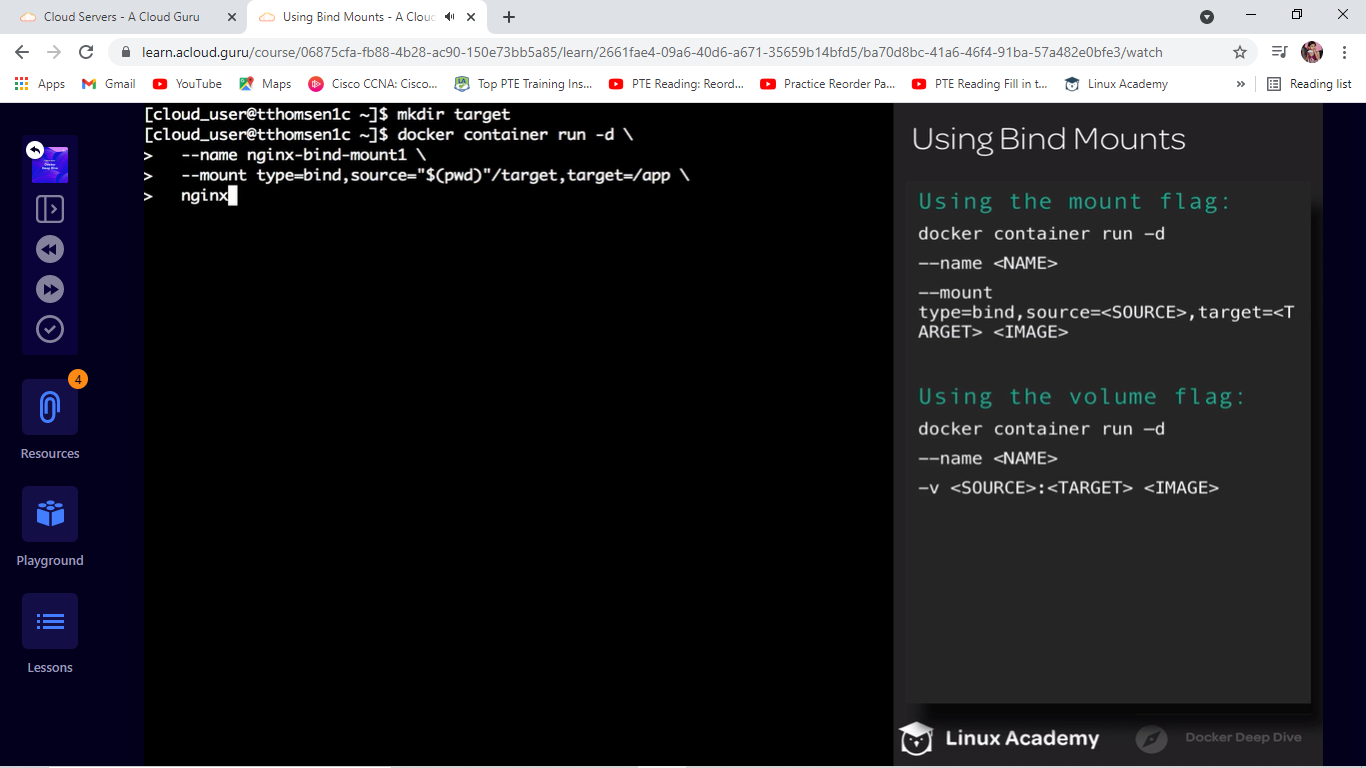 Cloud Servers - A Cloud Guru
Using Bind Mounts - A Clou
learn.acloud.guru/course/06875cfa-fb88-4b28-ac90-150e73bb5a85/learn/2661fae4-09a6-40d6-a671-35659b14bfd5/ba70d8bc-41a6-46f4-91ba-57a482e0bfe3/watch
Apps Gmail YouTube Maps Cisco CCNA: Cisco... Top PTE Training Ins... PTE Reading: Reord... Practice Reorder Pa... PTE Reading Fill in t... Linux Academy » Reading list
[cloud_user@tthomsen1c ~]$ mkdir target
[cloud_user@tthomsen1c ~]$ docker container run -d \
> --name nginx-bind-mount1 \
> --mount type=bind,source="$(pwd)"/target,target=/app \
> nginx
Docker
Deep Dive
4
Resources
Playground
Lessons
Using Bind Mounts
Using the mount flag:
docker container run –d
--name <NAME>
--mount
type=bind,source=<SOURCE>,target=<T
ARGET> <IMAGE>
Using the volume flag:
docker container run –d
--name <NAME>
-v <SOURCE>:<TARGET> <IMAGE>
Linux Academy
Docker Deep Dive